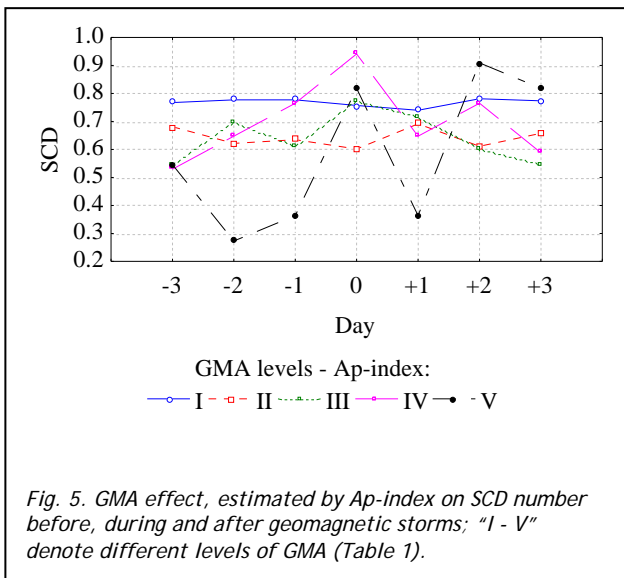 SCD
1.0
0.9
0.8
0.7
0.6
0.5
0.4
0.3
0.2
-3 -2 -1 0 +1 +2 +3
Day
GMA levels - Ap-index:
I II III IV V
Fig. 5. GMA effect, estimated by Ap-index on SCD number
before, during and after geomagnetic storms; “I - V”
denote different levels of GMA (Table 1).